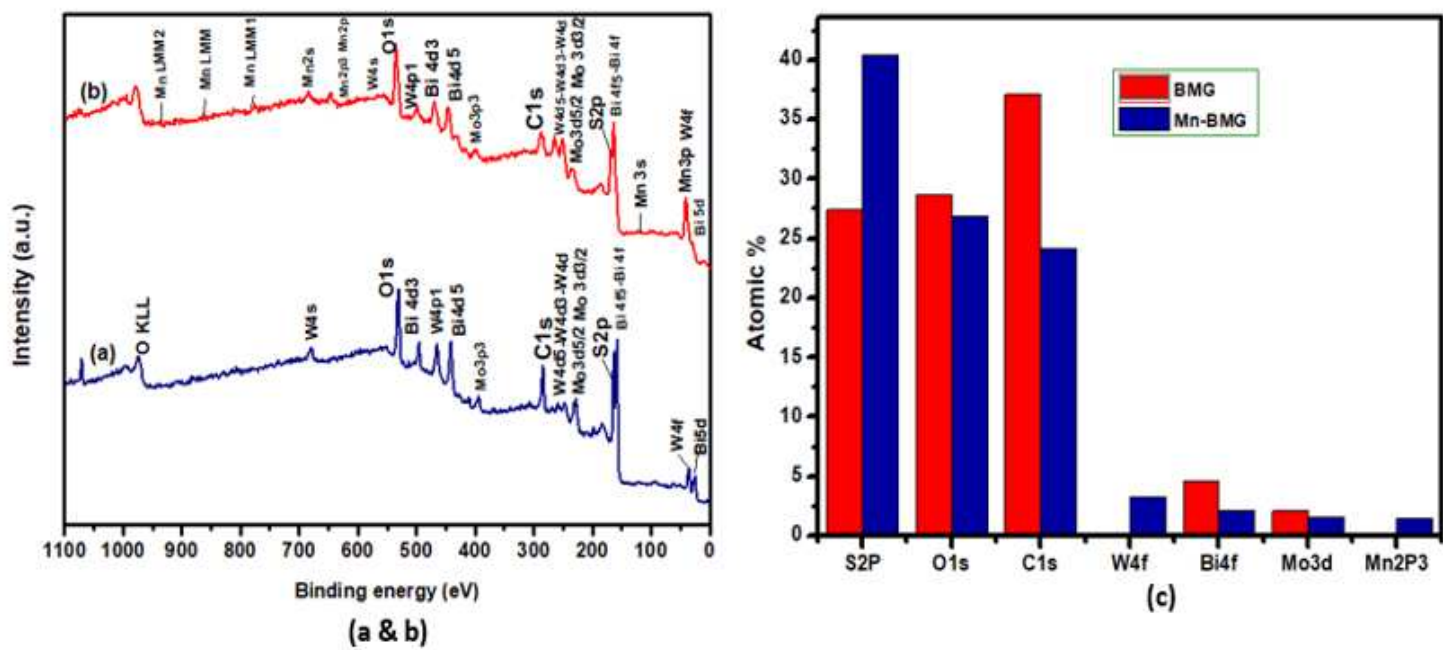 Intensity (a.u.)
(b)
Mn LMM2
Mn LMM
Mn LMM1
Mn2s
Mn2p3 Mn2p
W4s
O1s
W4p1
Bi 4d3
Bi4d5
Mo3p3
C1s
W4d5-W4d3-W4d
Mo3d5/2 Mo 3d3/2
S2p
Bi 4f5-Bi 4f
Mn 3s
Mn3p W4f
Bi 5d
(a)
O KLL
W4s
O1s
Bi 4d3
W4p1
Bi4d5
Mo3p3
C1s
W4d5-W4d3-W4d
Mo3d5/2 Mo 3d3/2
S2p
Bi 4f5-Bi 4f
W4f
Bi5d
1100 1000 900 800 700 600 500 400 300 200 100 0
Binding energy (eV)
(a & b)
Atomic %
40
35
30
25
20
15
10
5
0
BMG
Mn-BMG
S2P O1s C1s W4f Bi4f Mo3d Mn2P3
(c)